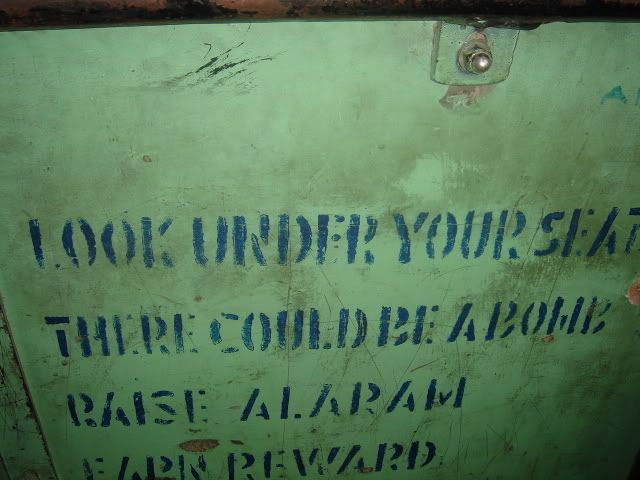 LOOK UNDER YOUR SEAT
THERE COULD BE A BOMB
RAISE ALARAM
EARN REWARD